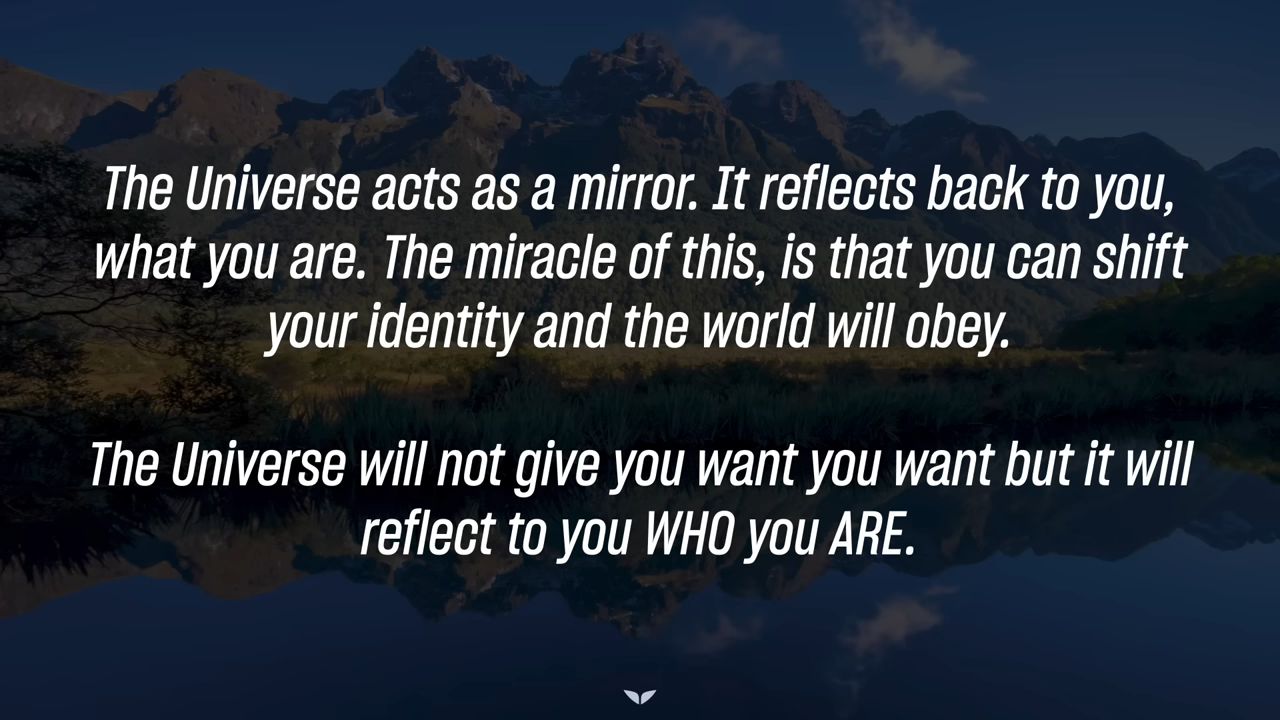 The Universe acts as a mirror. It reflects back to you,
what you are. The miracle of this, is that you can shift
your identity and the world will obey.
The Universe will not give you want you want but it will
reflect to you WHO you ARE.